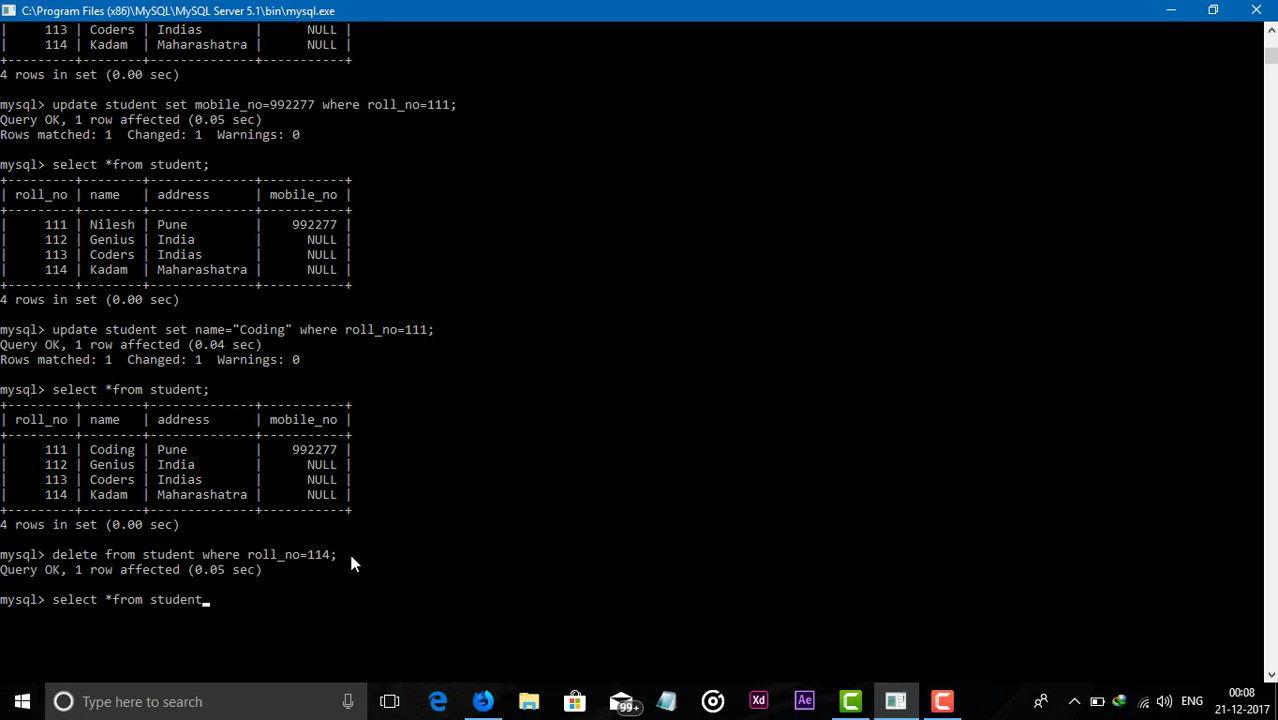 C:\Program Files (x86)\MySQL\MySQL Server 5.1\bin\mysql.exe
|      113 | Coders | Indias       |      NULL |
|      114 | Kadam  | Maharashatra |      NULL |
+---------+--------+--------------+-----------+
4 rows in set (0.00 sec)
mysql> update student set mobile_no=992277 where roll_no=111;
Query OK, 1 row affected (0.05 sec)
Rows matched: 1  Changed: 1  Warnings: 0
mysql> select *from student;
+---------+--------+--------------+-----------+
| roll_no | name   | address      | mobile_no |
+---------+--------+--------------+-----------+
|     111 | Nilesh | Pune         |    992277 |
|     112 | Genius | India        |      NULL |
|     113 | Coders | Indias       |      NULL |
|     114 | Kadam  | Maharashatra |      NULL |
+---------+--------+--------------+-----------+
4 rows in set (0.00 sec)
mysql> update student set name="Coding" where roll_no=111;
Query OK, 1 row affected (0.04 sec)
Rows matched: 1  Changed: 1  Warnings: 0
mysql> select *from student;
+---------+--------+--------------+-----------+
| roll_no | name   | address      | mobile_no |
+---------+--------+--------------+-----------+
|     111 | Coding | Pune         |    992277 |
|     112 | Genius | India        |      NULL |
|     113 | Coders | Indias       |      NULL |
|     114 | Kadam  | Maharashatra |      NULL |
+---------+--------+--------------+-----------+
4 rows in set (0.00 sec)
mysql> delete from student where roll_no=114;
Query OK, 1 row affected (0.05 sec)
mysql> select *from student_
Type here to search
99+
Xd
Ae
ENG
00:08
21-12-2017